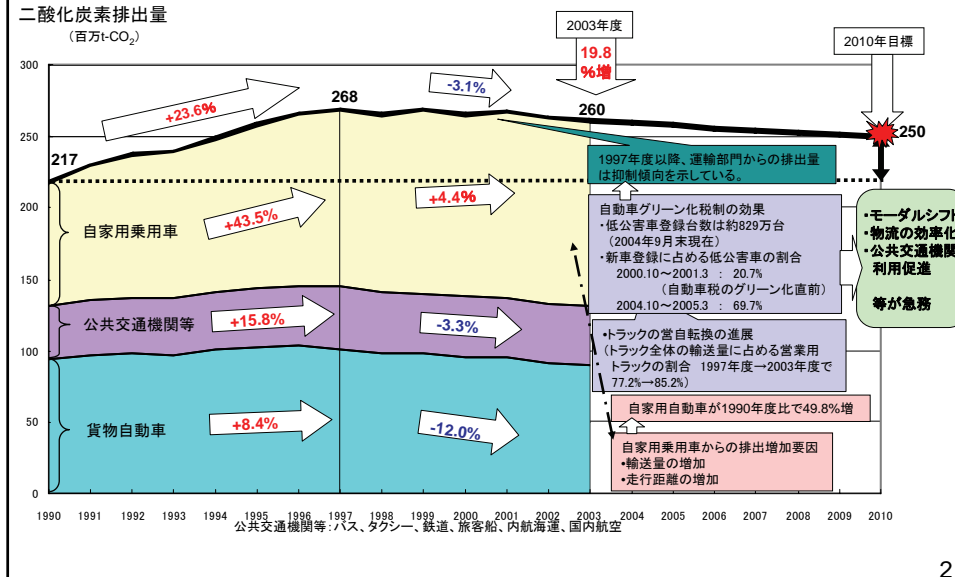 二酸化炭素排出量
(百万t-CO2)
2003年度
19.8
%増
2010年目標
300
250
200
150
100
50
0
217
+23.6%
268
-3.1%
260
250
1997年度以降、運輸部門からの排出量
は抑制傾向を示している。
自家用乗用車
+43.5%
+4.4%
自動車グリーン化税制の効果
・低公害車登録台数は約829万台
(2004年9月末現在)
・新車登録に占める低公害車の割合
2000.10～2001.3 : 20.7%
(自動車税のグリーン化直前)
2004.10～2005.3 : 69.7%
・モーダルシフト
・物流の効率化
・公共交通機関
利用促進
等が急務
公共交通機関等
+15.8%
-3.3%
・トラックの営自転換の進展
(トラック全体の輸送量に占める営業用
トラックの割合 1997年度→2003年度で
77.2%→85.2%)
貨物自動車
+8.4%
-12.0%
自家用自動車が1990年度比で49.8%増
自家用乗用車からの排出増加要因
・輸送量の増加
・走行距離の増加
1990 1991 1992 1993 1994 1995 1996 1997 1998 1999 2000 2001 2002 2003 2004 2005 2006 2007 2008 2009 2010
公共交通機関等:バス、タクシー、鉄道、旅客船、内航海運、国内航空
2